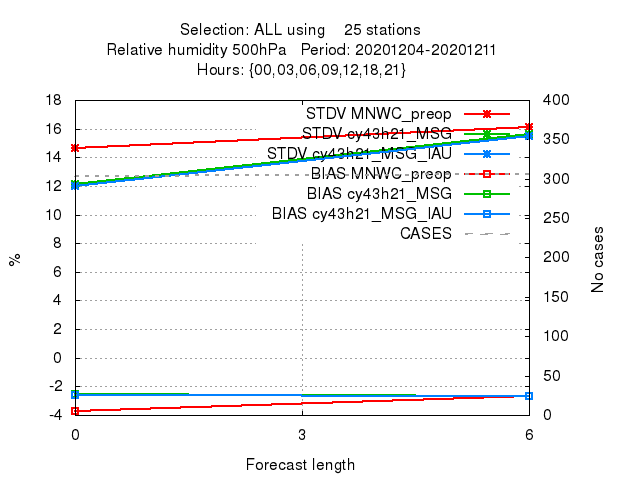 Selection: ALL using 25 stations
Relative humidity 500hPa Period: 20201204-20201211
Hours: {00,03,06,09,12,18,21}
STDV MNWC_preop
STDV cy43h21_MSG
STDV cy43h21_MSG_IAU
BIAS MNWC_preop
BIAS cy43h21_MSG
BIAS cy43h21_MSG_IAU
CASES
18
16
14
12
10
8
6
4
2
0
-2
-4
%
400
350
300
250
200
150
100
50
0
No cases
0 3 6
Forecast length